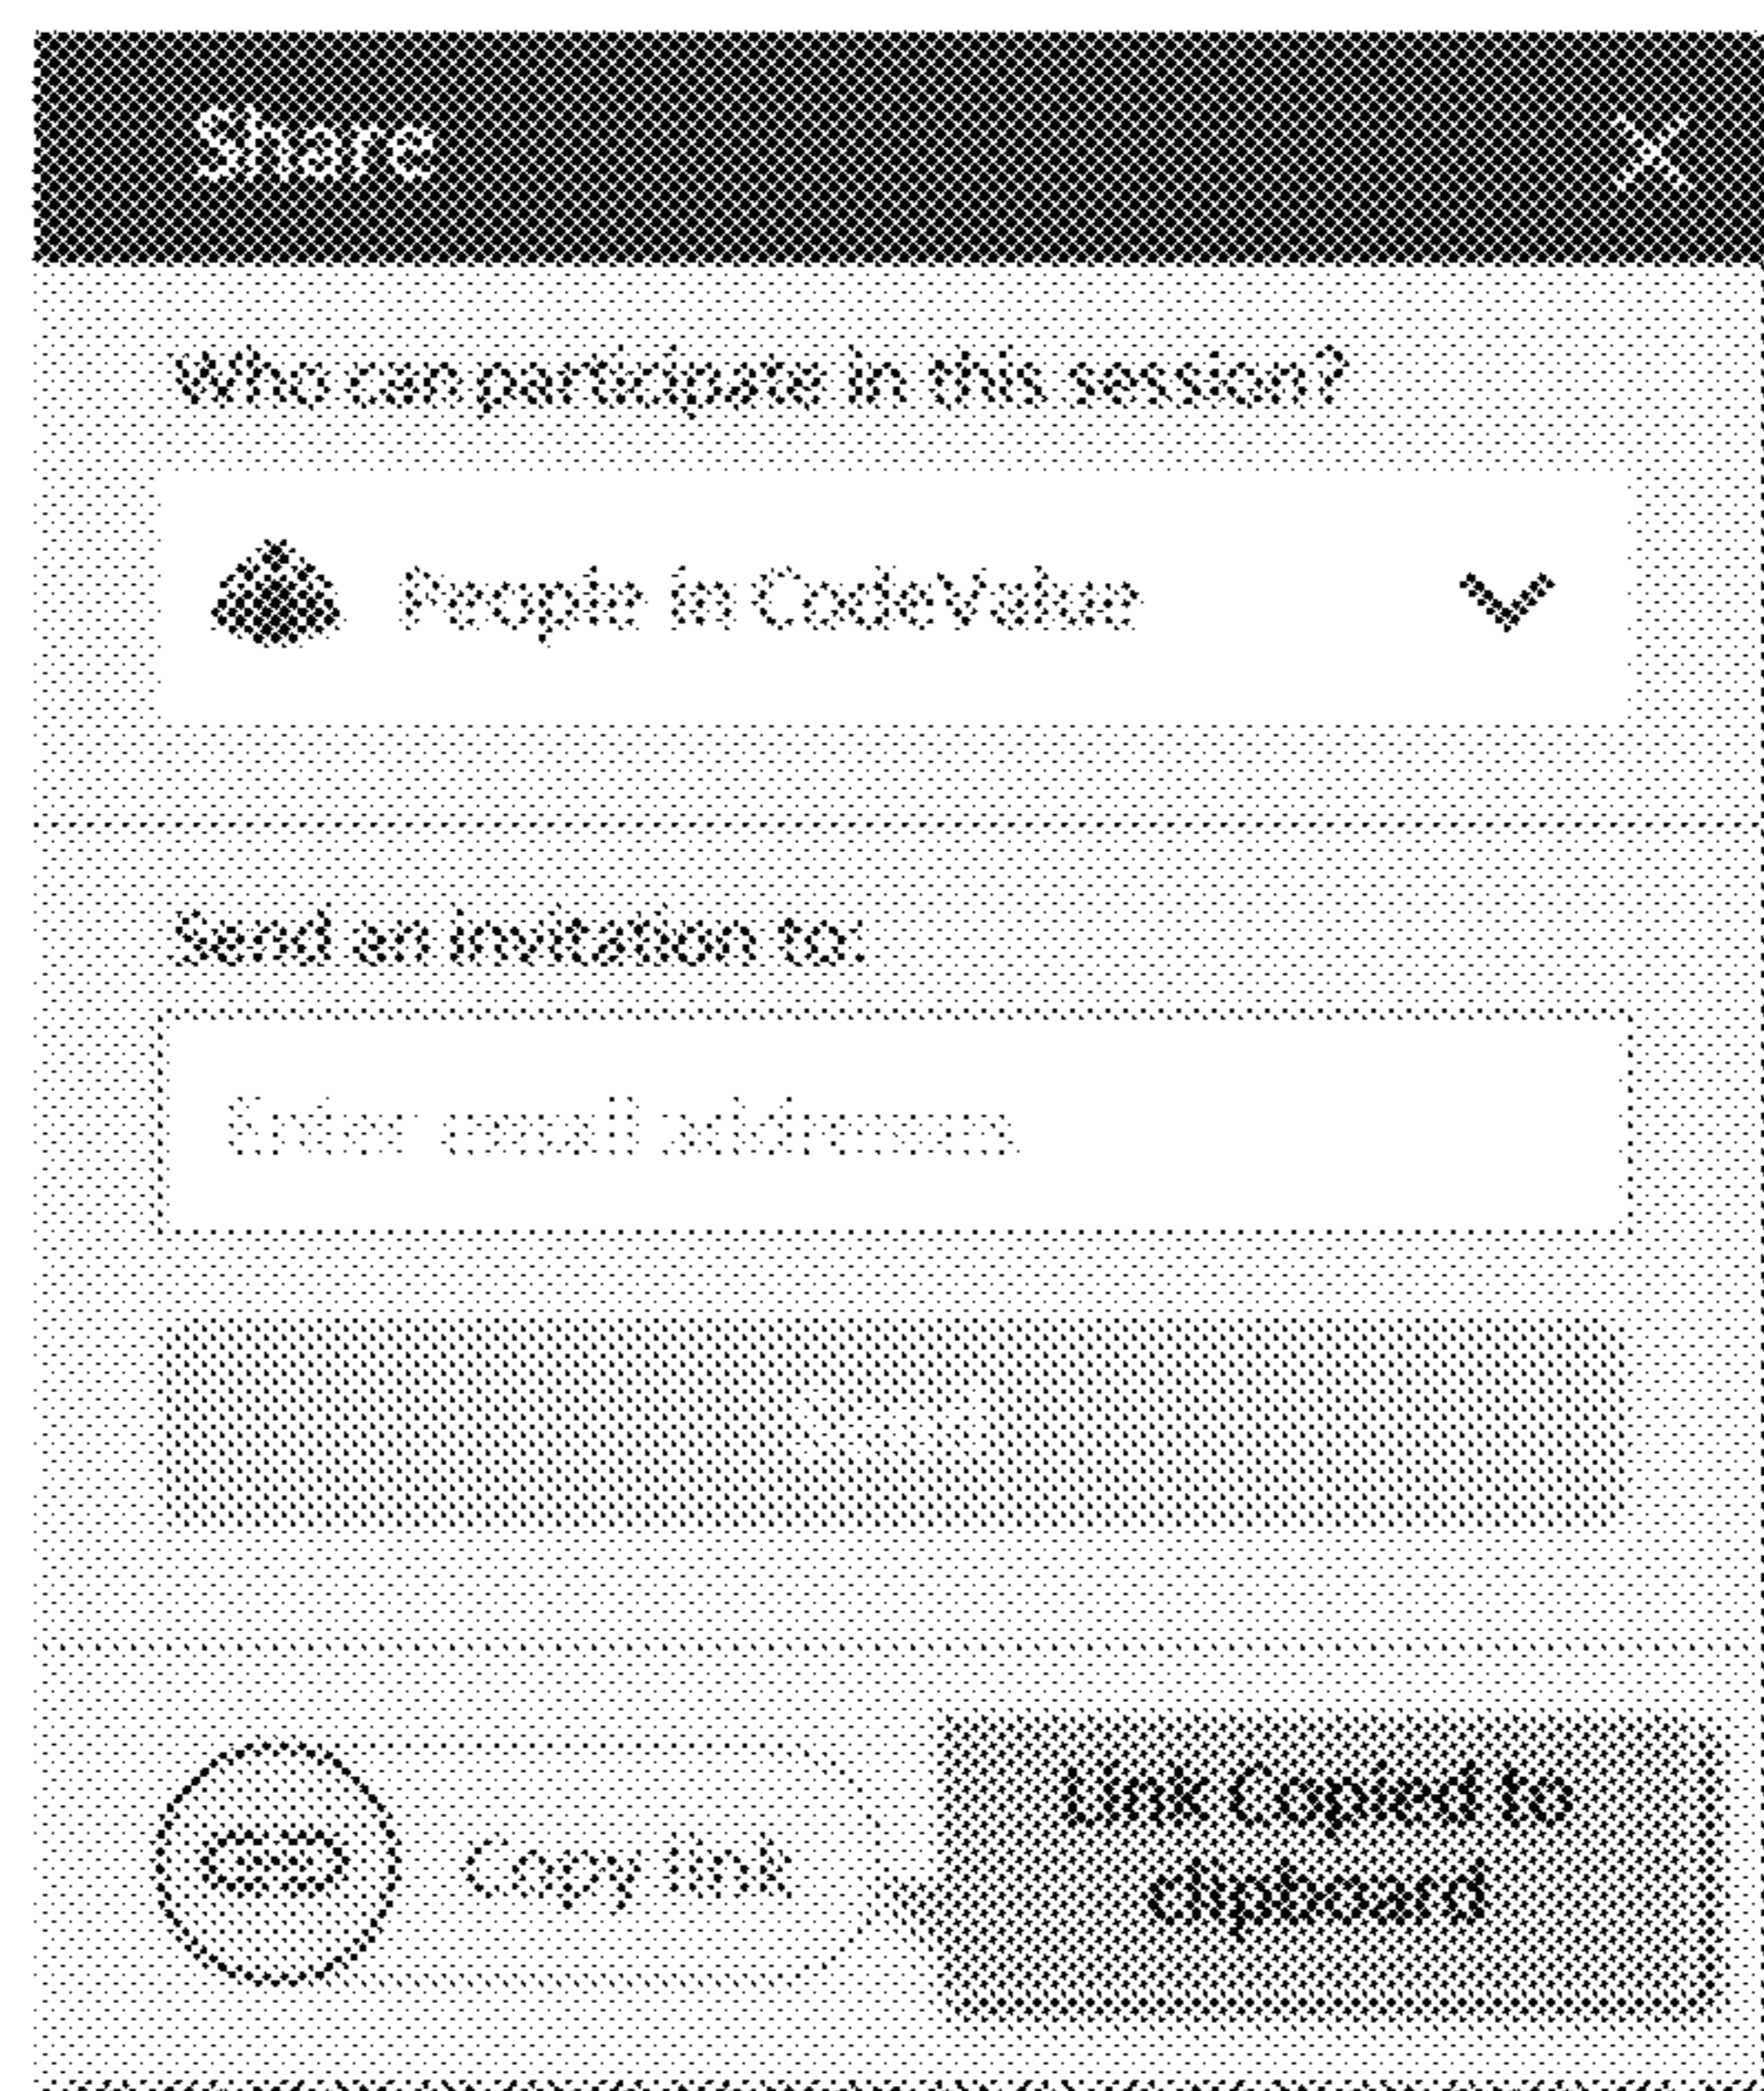 Share
Who can participate in this session?
People in CodeValue
Send an invitation to:
Enter email addresses
Copy link
Link Copied to
clipboard